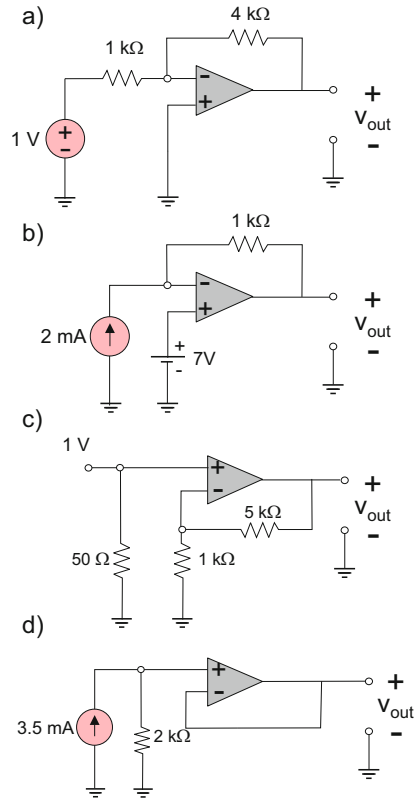 a)
4 kΩ
1 kΩ
- +
+ -
1 V
+
v_out
-
b)
1 kΩ
-
+
2 mA
+
-
7V
+
v_out
-
c)
1 V
+
-
5 kΩ
50 Ω
1 kΩ
+
v_out
-
d)
+
-
3.5 mA
2 kΩ
+
v_out
-